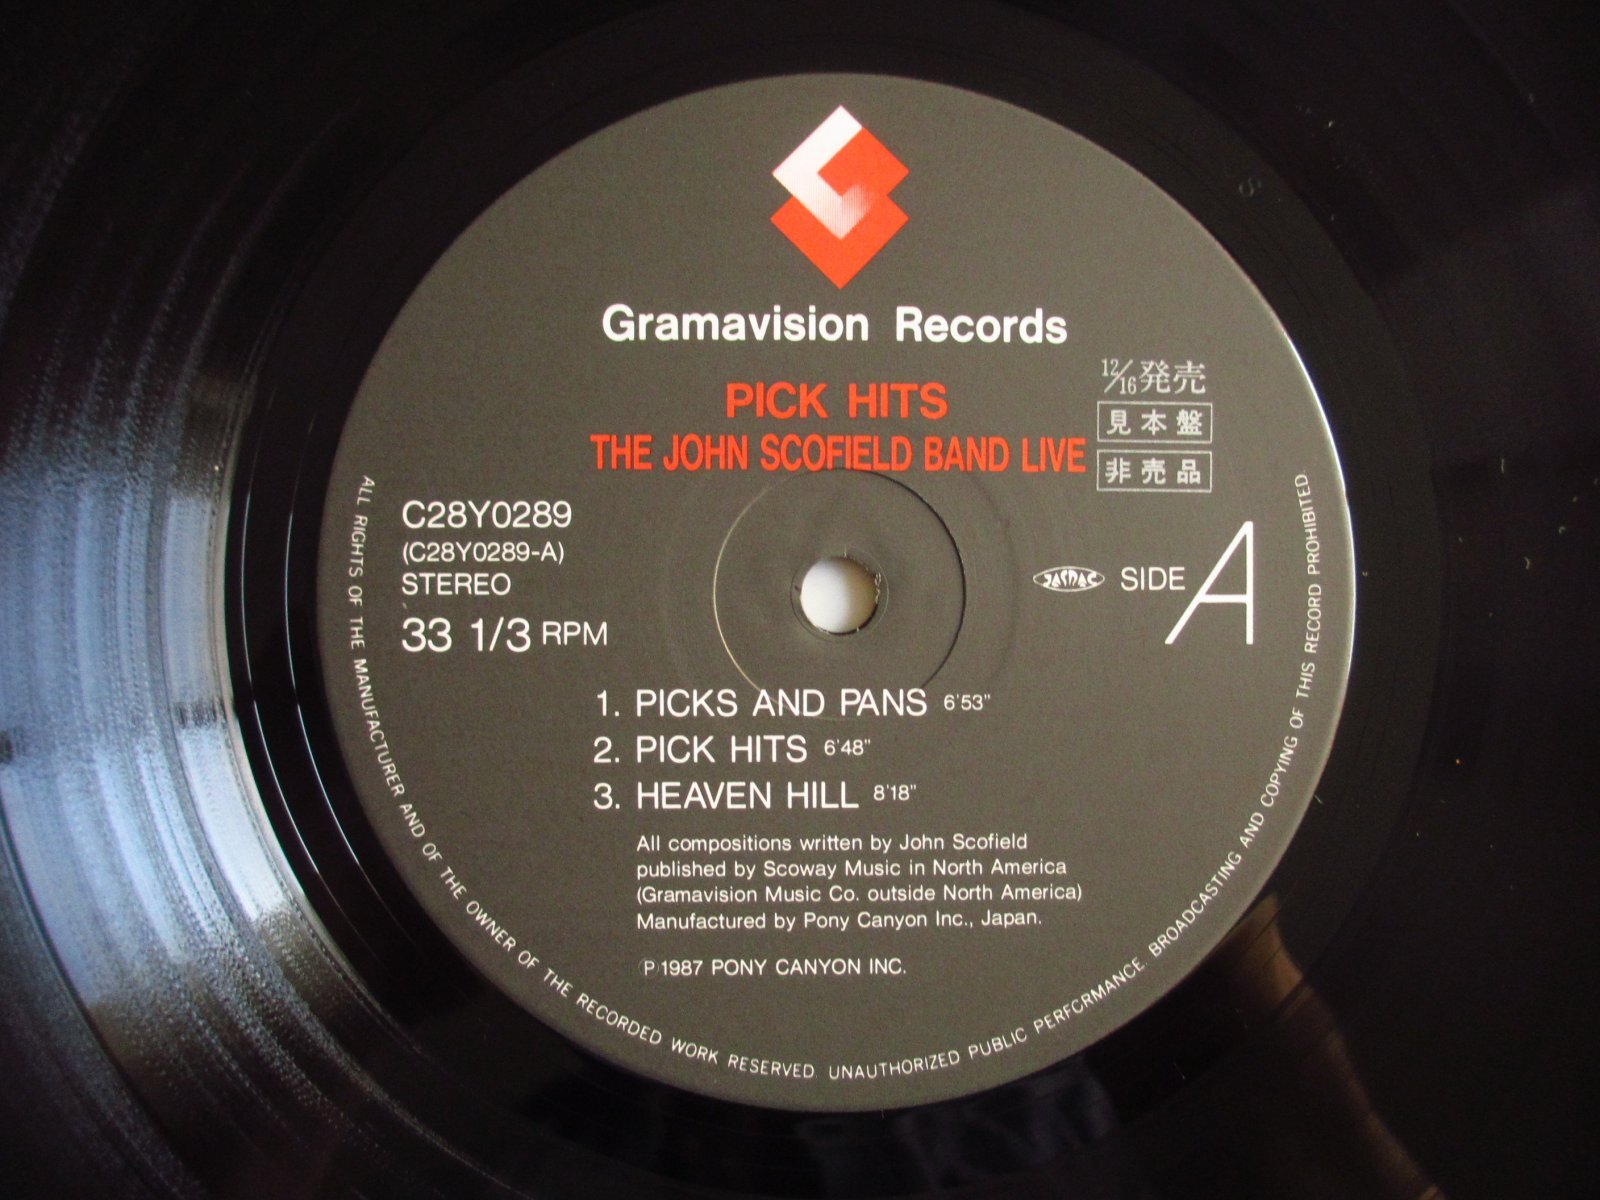 Gramavision Records
PICK HITS
THE JOHN SCOFIELD BAND LIVE
12/16発売
見本盤
非売品
C28Y0289
(C28Y0289-A)
STEREO
33 1/3 RPM
JASRAC
SIDE A
1. PICKS AND PANS 6'53"
2. PICK HITS 6'48"
3. HEAVEN HILL 8'18"
All compositions written by John Scofield
published by Scoway Music in North America
(Gramavision Music Co. outside North America)
Manufactured by Pony Canyon Inc., Japan.
Ⓟ1987 PONY CANYON INC.
ALL RIGHTS OF THE MANUFACTURER AND OF THE OWNER OF THE RECORDED WORK RESERVED. UNAUTHORIZED PUBLIC PERFORMANCE. BROADCASTING AND COPYING OF THIS RECORD PROHIBITED.